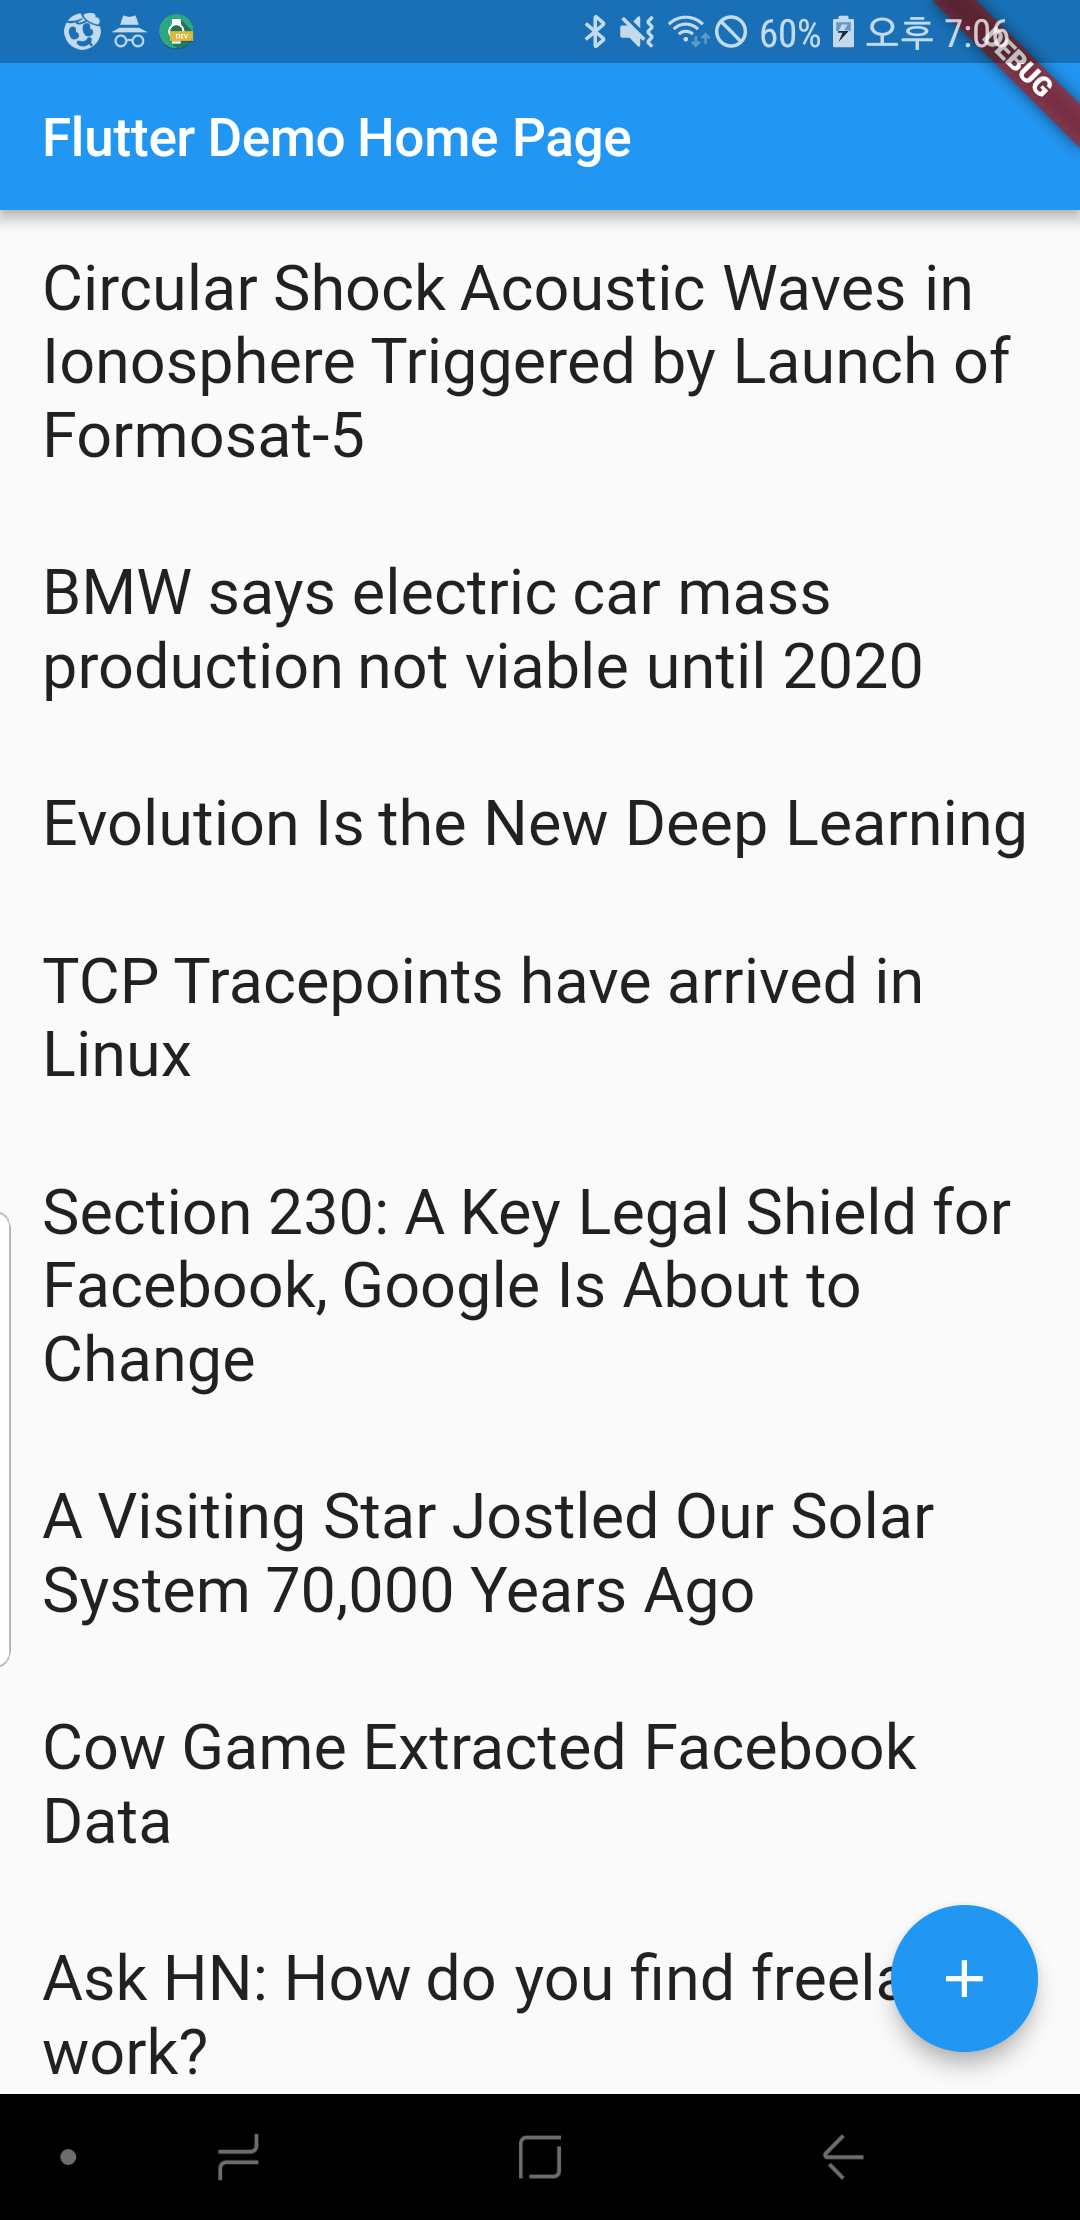 60% 오후 7:06
DEBUG
Flutter Demo Home Page
Circular Shock Acoustic Waves in
Ionosphere Triggered by Launch of
Formosat-5
BMW says electric car mass
production not viable until 2020
Evolution Is the New Deep Learning
TCP Tracepoints have arrived in
Linux
Section 230: A Key Legal Shield for
Facebook, Google Is About to
Change
A Visiting Star Jostled Our Solar
System 70,000 Years Ago
Cow Game Extracted Facebook
Data
Ask HN: How do you find
work?